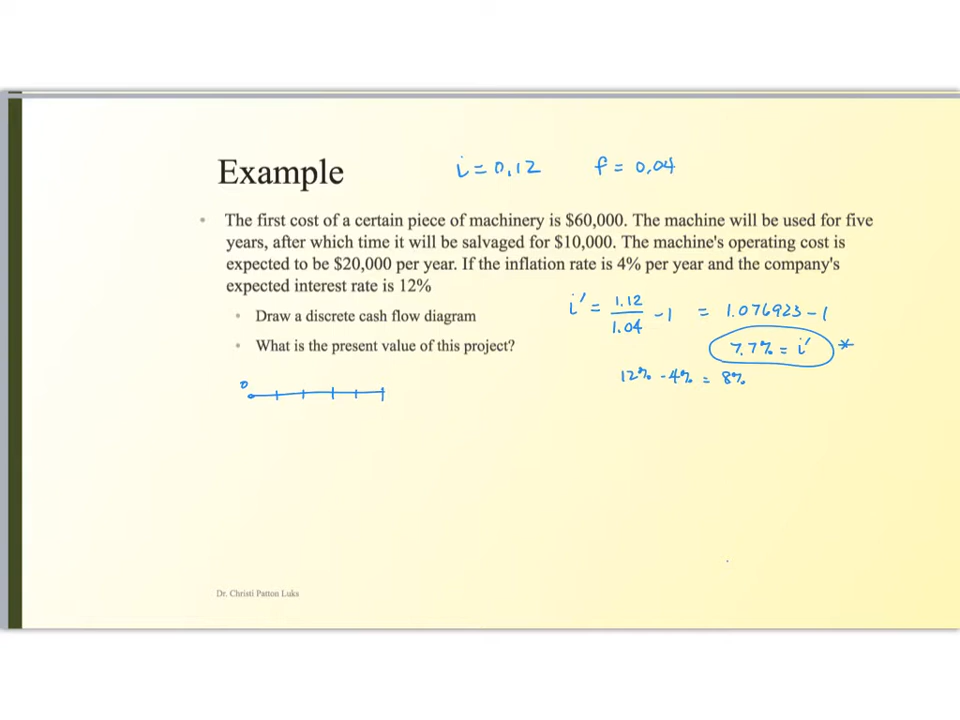 Example i = 0.12 f = 0.04
• The first cost of a certain piece of machinery is $60,000. The machine will be used for five
years, after which time it will be salvaged for $10,000. The machine's operating cost is
expected to be $20,000 per year. If the inflation rate is 4% per year and the company's
expected interest rate is 12%
i' = 1.12/1.04 - 1 = 1.076923 - 1
• Draw a discrete cash flow diagram
• What is the present value of this project?
7.7% = i' *
12% - 4% = 8%
0
Dr. Christi Patton Luks